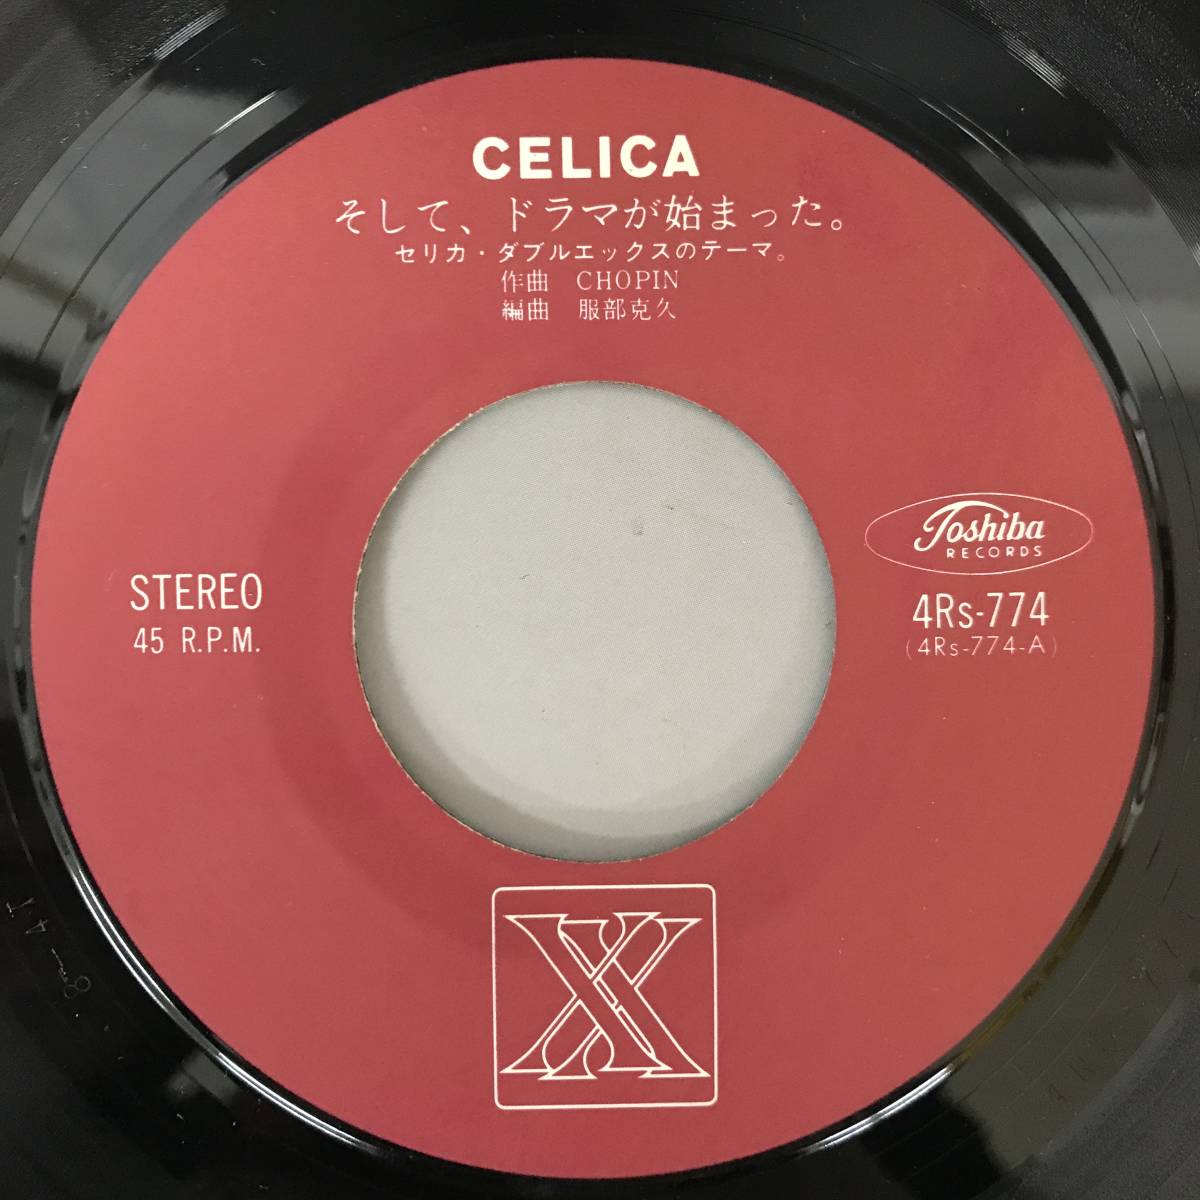 CELICA
そして、ドラマが始まった。
セリカ・ダブルエックスのテーマ。
作曲 CHOPIN
編曲 服部克久
STEREO
45 R.P.M.
Toshiba
RECORDS
4Rs-774
(4Rs-774-A)
XX